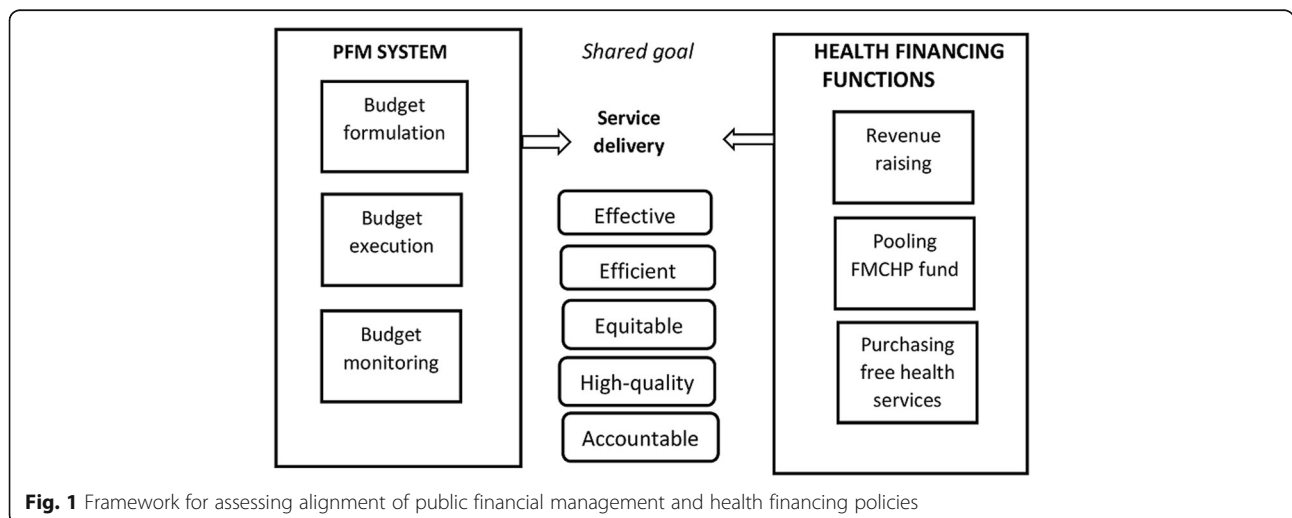 PFM SYSTEM
Budget
formulation
Budget
execution
Budget
monitoring
Shared goal
Service
delivery
Effective
Efficient
Equitable
High-quality
Accountable
HEALTH FINANCING
FUNCTIONS
Revenue
raising
Pooling
FMCHP fund
Purchasing
free health
services
Fig. 1 Framework for assessing alignment of public financial management and health financing policies